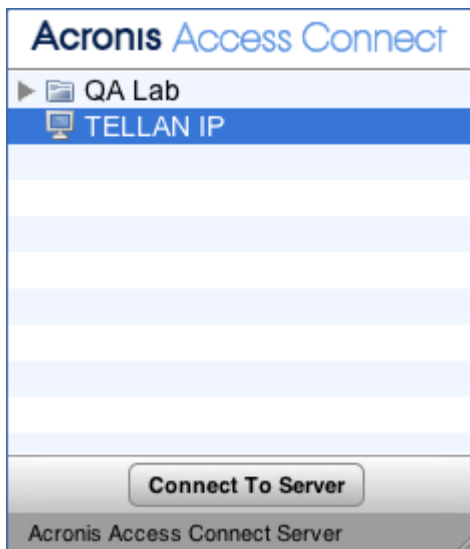 Acronis Access Connect
QA Lab
TELLAN IP
Connect To Server
Acronis Access Connect Server